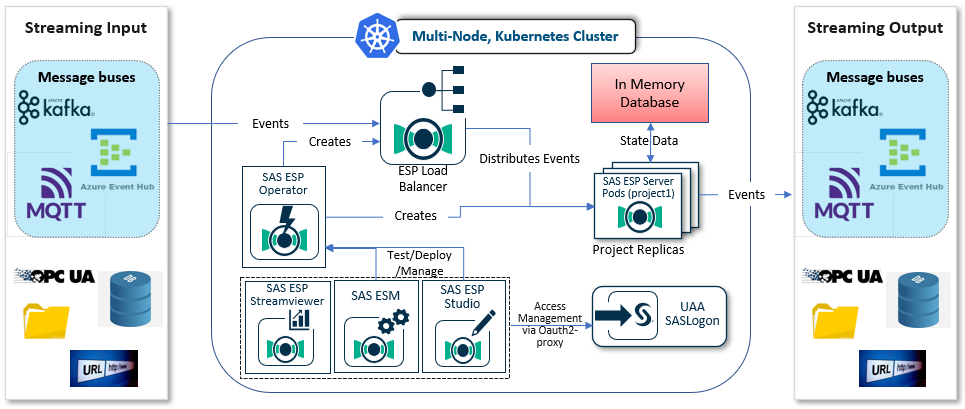 Streaming Input
Message buses
APACHE
kafka
Azure Event Hub
MQTT
OPC UA
DB
URL
http://www
Multi-Node, Kubernetes Cluster
Events
Creates
ESP Load
Balancer
In Memory
Database
State Data
Distributes Events
SAS ESP
Operator
Creates
SAS ESP Server
Pods (project1)
Project Replicas
Events
Test/Deploy
/Manage
SAS ESP
Streamviewer
SAS ESM
SAS ESP
Studio
Access
Management
via Oauth2-
proxy
UAA
SASLogon
Streaming Output
Message buses
APACHE
kafka
Azure Event Hub
MQTT
OPC UA
DB
URL
http://www